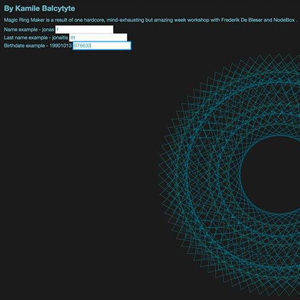 By Kamile Balcytyte
Magic Ring Maker is a result of one hardcore, mind-exhausting but amazing week workshop with Frederik De Bleser and NodeBox .
Name example - jonas
Last name example - jonaitis
Birthdate example - 19901013